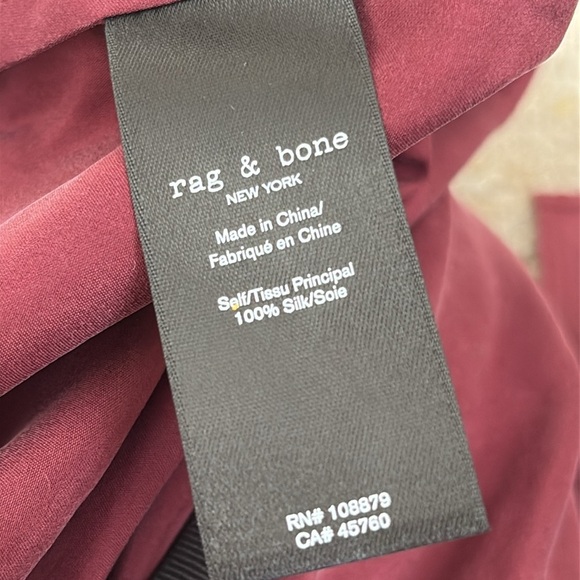 rag & bone
NEW YORK
Made in China/
Fabriqué en Chine
Self/Tissu Principal
100% Silk/Soie
RN# 108879
CA# 45760